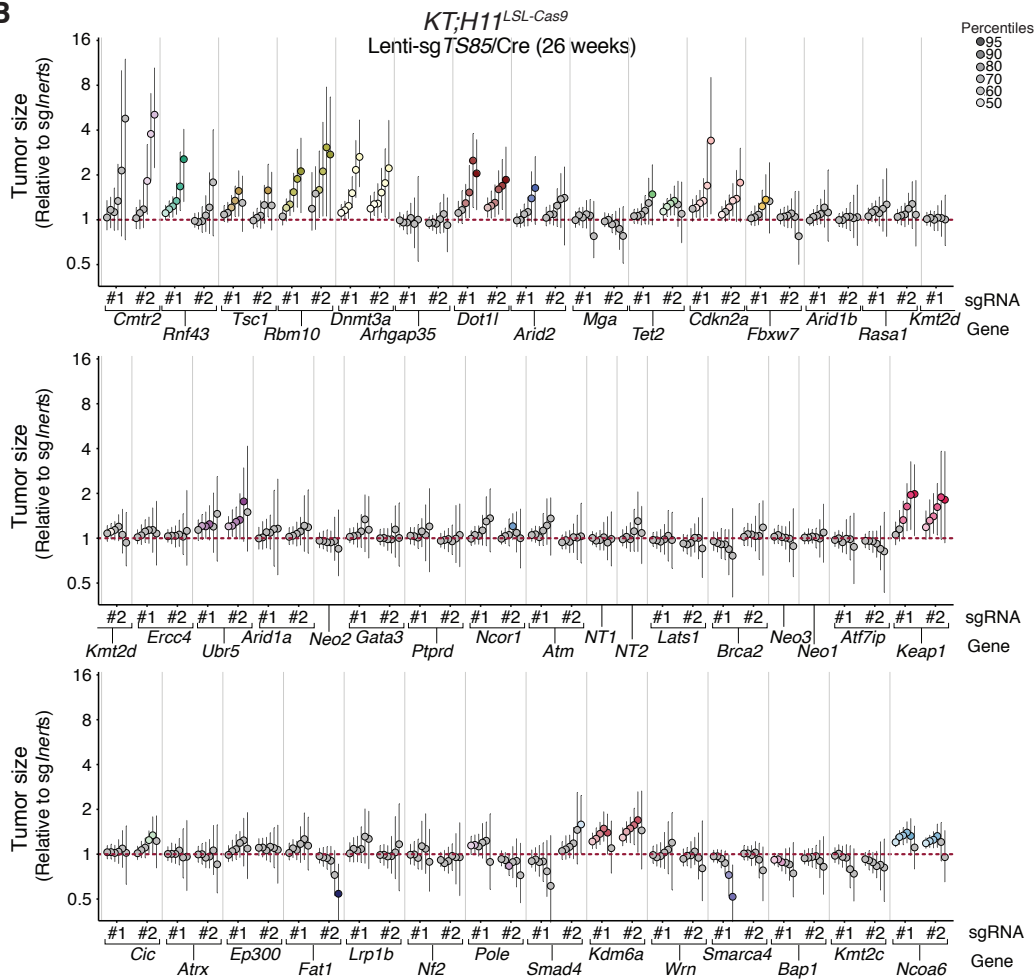 B
KT;H11LSL-Cas9
Lenti-sgTS85/Cre (26 weeks)
Percentiles
95
90
80
70
60
50
Tumor size
(Relative to sgInerts)
16
8
4
2
1
0.5
#1 #2 #1 #2 #1 #2 #1 #2 #1 #2 #1 #2 #1 #2 #1 #2 #1 #2 #1 #2 #1 #2 #1 #2 #1 #2 #1 #2 #1 sgRNA
Cmtr2 Rnf43 Tsc1 Rbm10 Dnmt3a Arhgap35 Dot1l Arid2 Mga Tet2 Cdkn2a Fbxw7 Arid1b Rasa1 Kmt2d Gene
Tumor size
(Relative to sgInerts)
16
8
4
2
1
0.5
#2 #1 #2 #1 #2 #1 #2 #1 #2 #1 #2 #1 #2 #1 #2 #1 #2 #1 #2 #1 #2 #1 #2 sgRNA
Kmt2d Ercc4 Ubr5 Arid1a Neo2 Gata3 Ptprd Ncor1 Atm NT1 NT2 Lats1 Brca2 Neo3 Neo1 Atf7ip Keap1 Gene
Tumor size
(Relative to sgInerts)
16
8
4
2
1
0.5
#1 #2 #1 #2 #1 #2 #1 #2 #1 #2 #1 #2 #1 #2 #1 #2 #1 #2 #1 #2 #1 #2 #1 #2 #1 #2 #1 #2 sgRNA
Cic Atrx Ep300 Fat1 Lrp1b Nf2 Pole Smad4 Kdm6a Wrn Smarca4 Bap1 Kmt2c Ncoa6 Gene